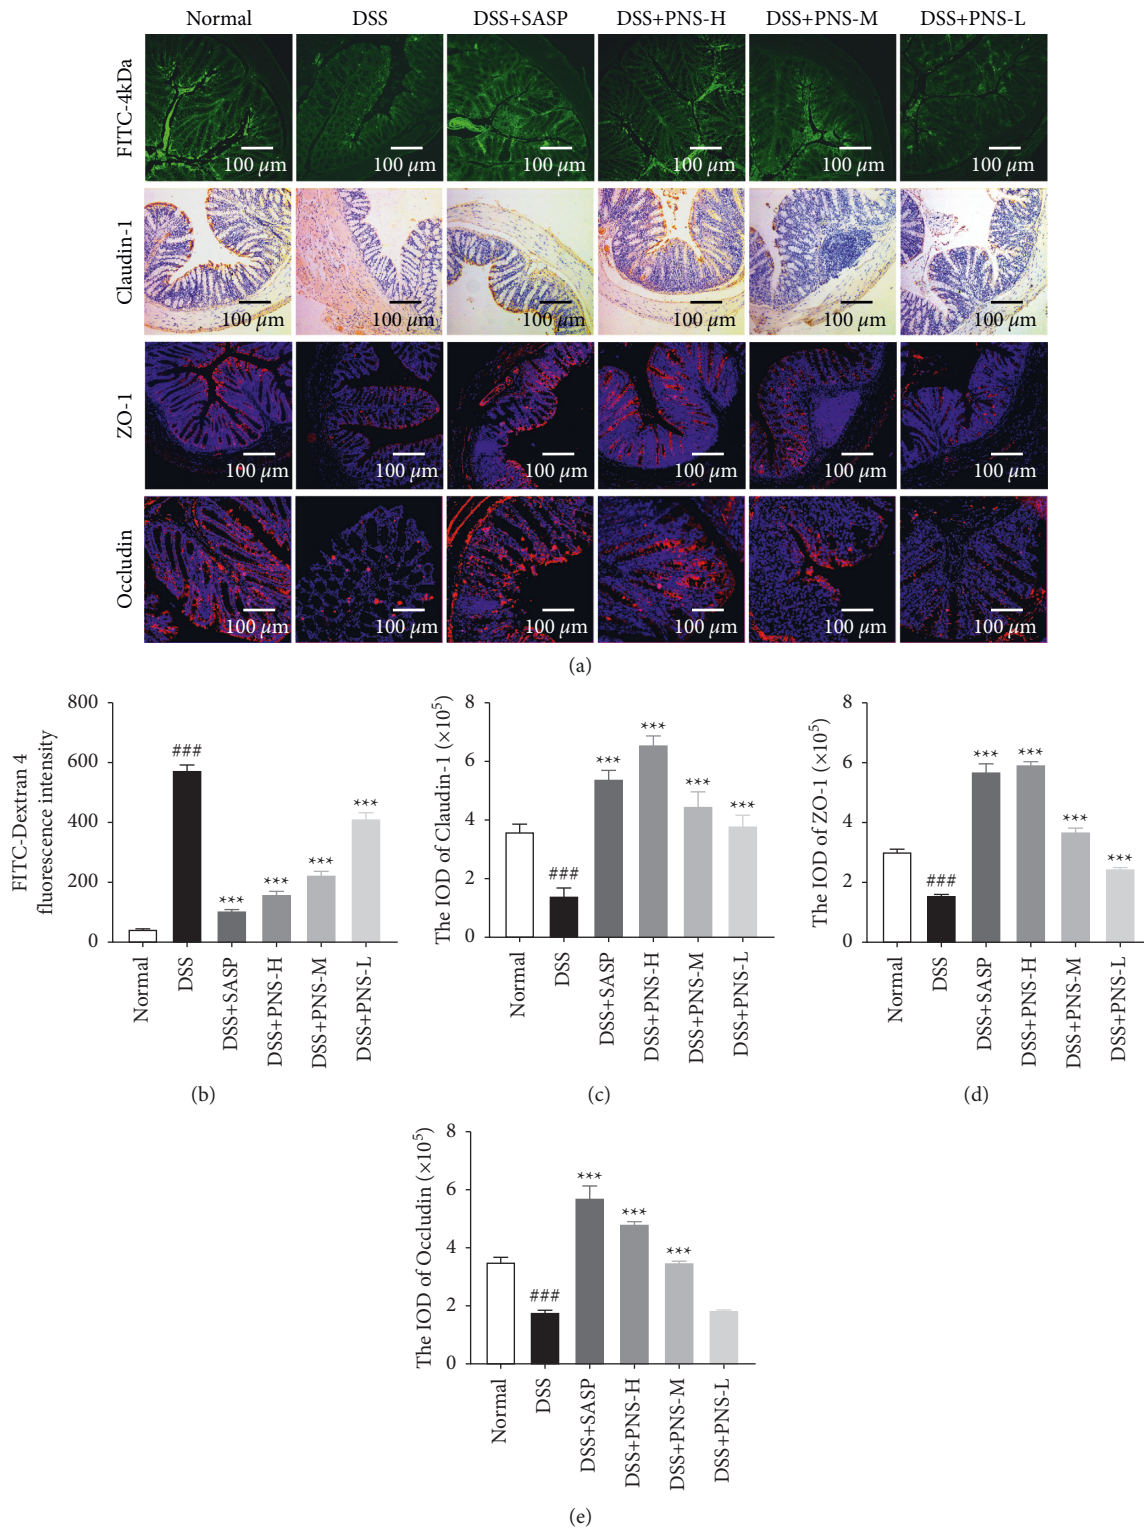 Normal DSS DSS+SASP DSS+PNS-H DSS+PNS-M DSS+PNS-L
FITC-4kDa
100 µm 100 µm 100 µm 100 µm 100 µm 100 µm
Claudin-1
100 µm 100 µm 100 µm 100 µm 100 µm 100 µm
ZO-1
100 µm 100 µm 100 µm 100 µm 100 µm 100 µm
Occludin
100 µm 100 µm 100 µm 100 µm 100 µm 100 µm
(a)
FITC-Dextran 4
fluorescence intensity
800
600
400
200
0
###
***
***
***
***
Normal
DSS
DSS+SASP
DSS+PNS-H
DSS+PNS-M
DSS+PNS-L
(b)
The IOD of Claudin-1 (×10⁵)
8
6
4
2
0
###
***
***
***
***
Normal
DSS
DSS+SASP
DSS+PNS-H
DSS+PNS-M
DSS+PNS-L
(c)
The IOD of ZO-1 (×10⁵)
8
6
4
2
0
###
***
***
***
***
Normal
DSS
DSS+SASP
DSS+PNS-H
DSS+PNS-M
DSS+PNS-L
(d)
The IOD of Occludin (×10⁵)
8
6
4
2
0
###
***
***
***
Normal
DSS
DSS+SASP
DSS+PNS-H
DSS+PNS-M
DSS+PNS-L
(e)